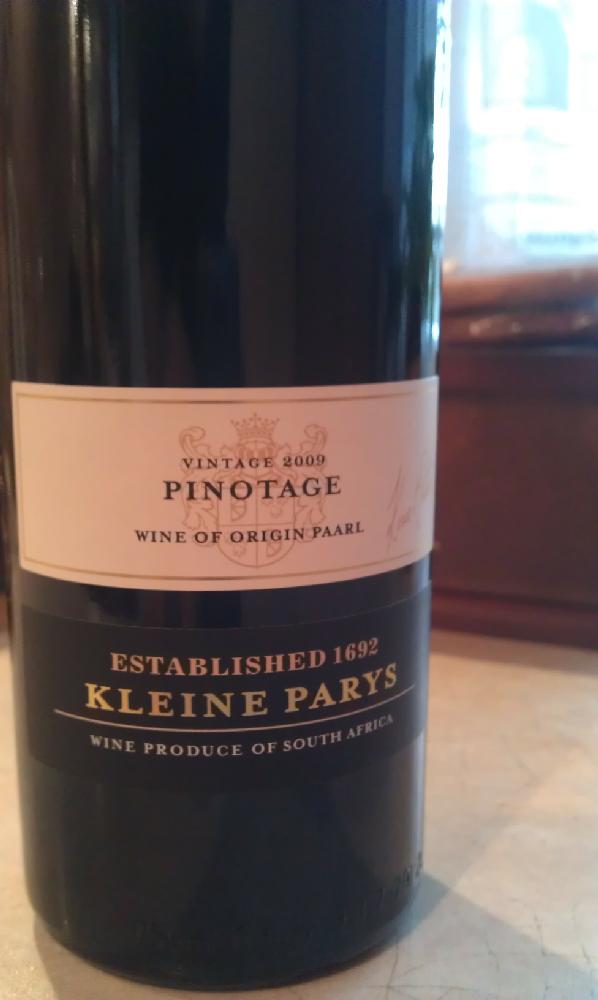 VINTAGE 2009
PINOTAGE
WINE OF ORIGIN PAARL
ESTABLISHED 1692
KLEINE PARYS
WINE PRODUCE OF SOUTH AFRICA